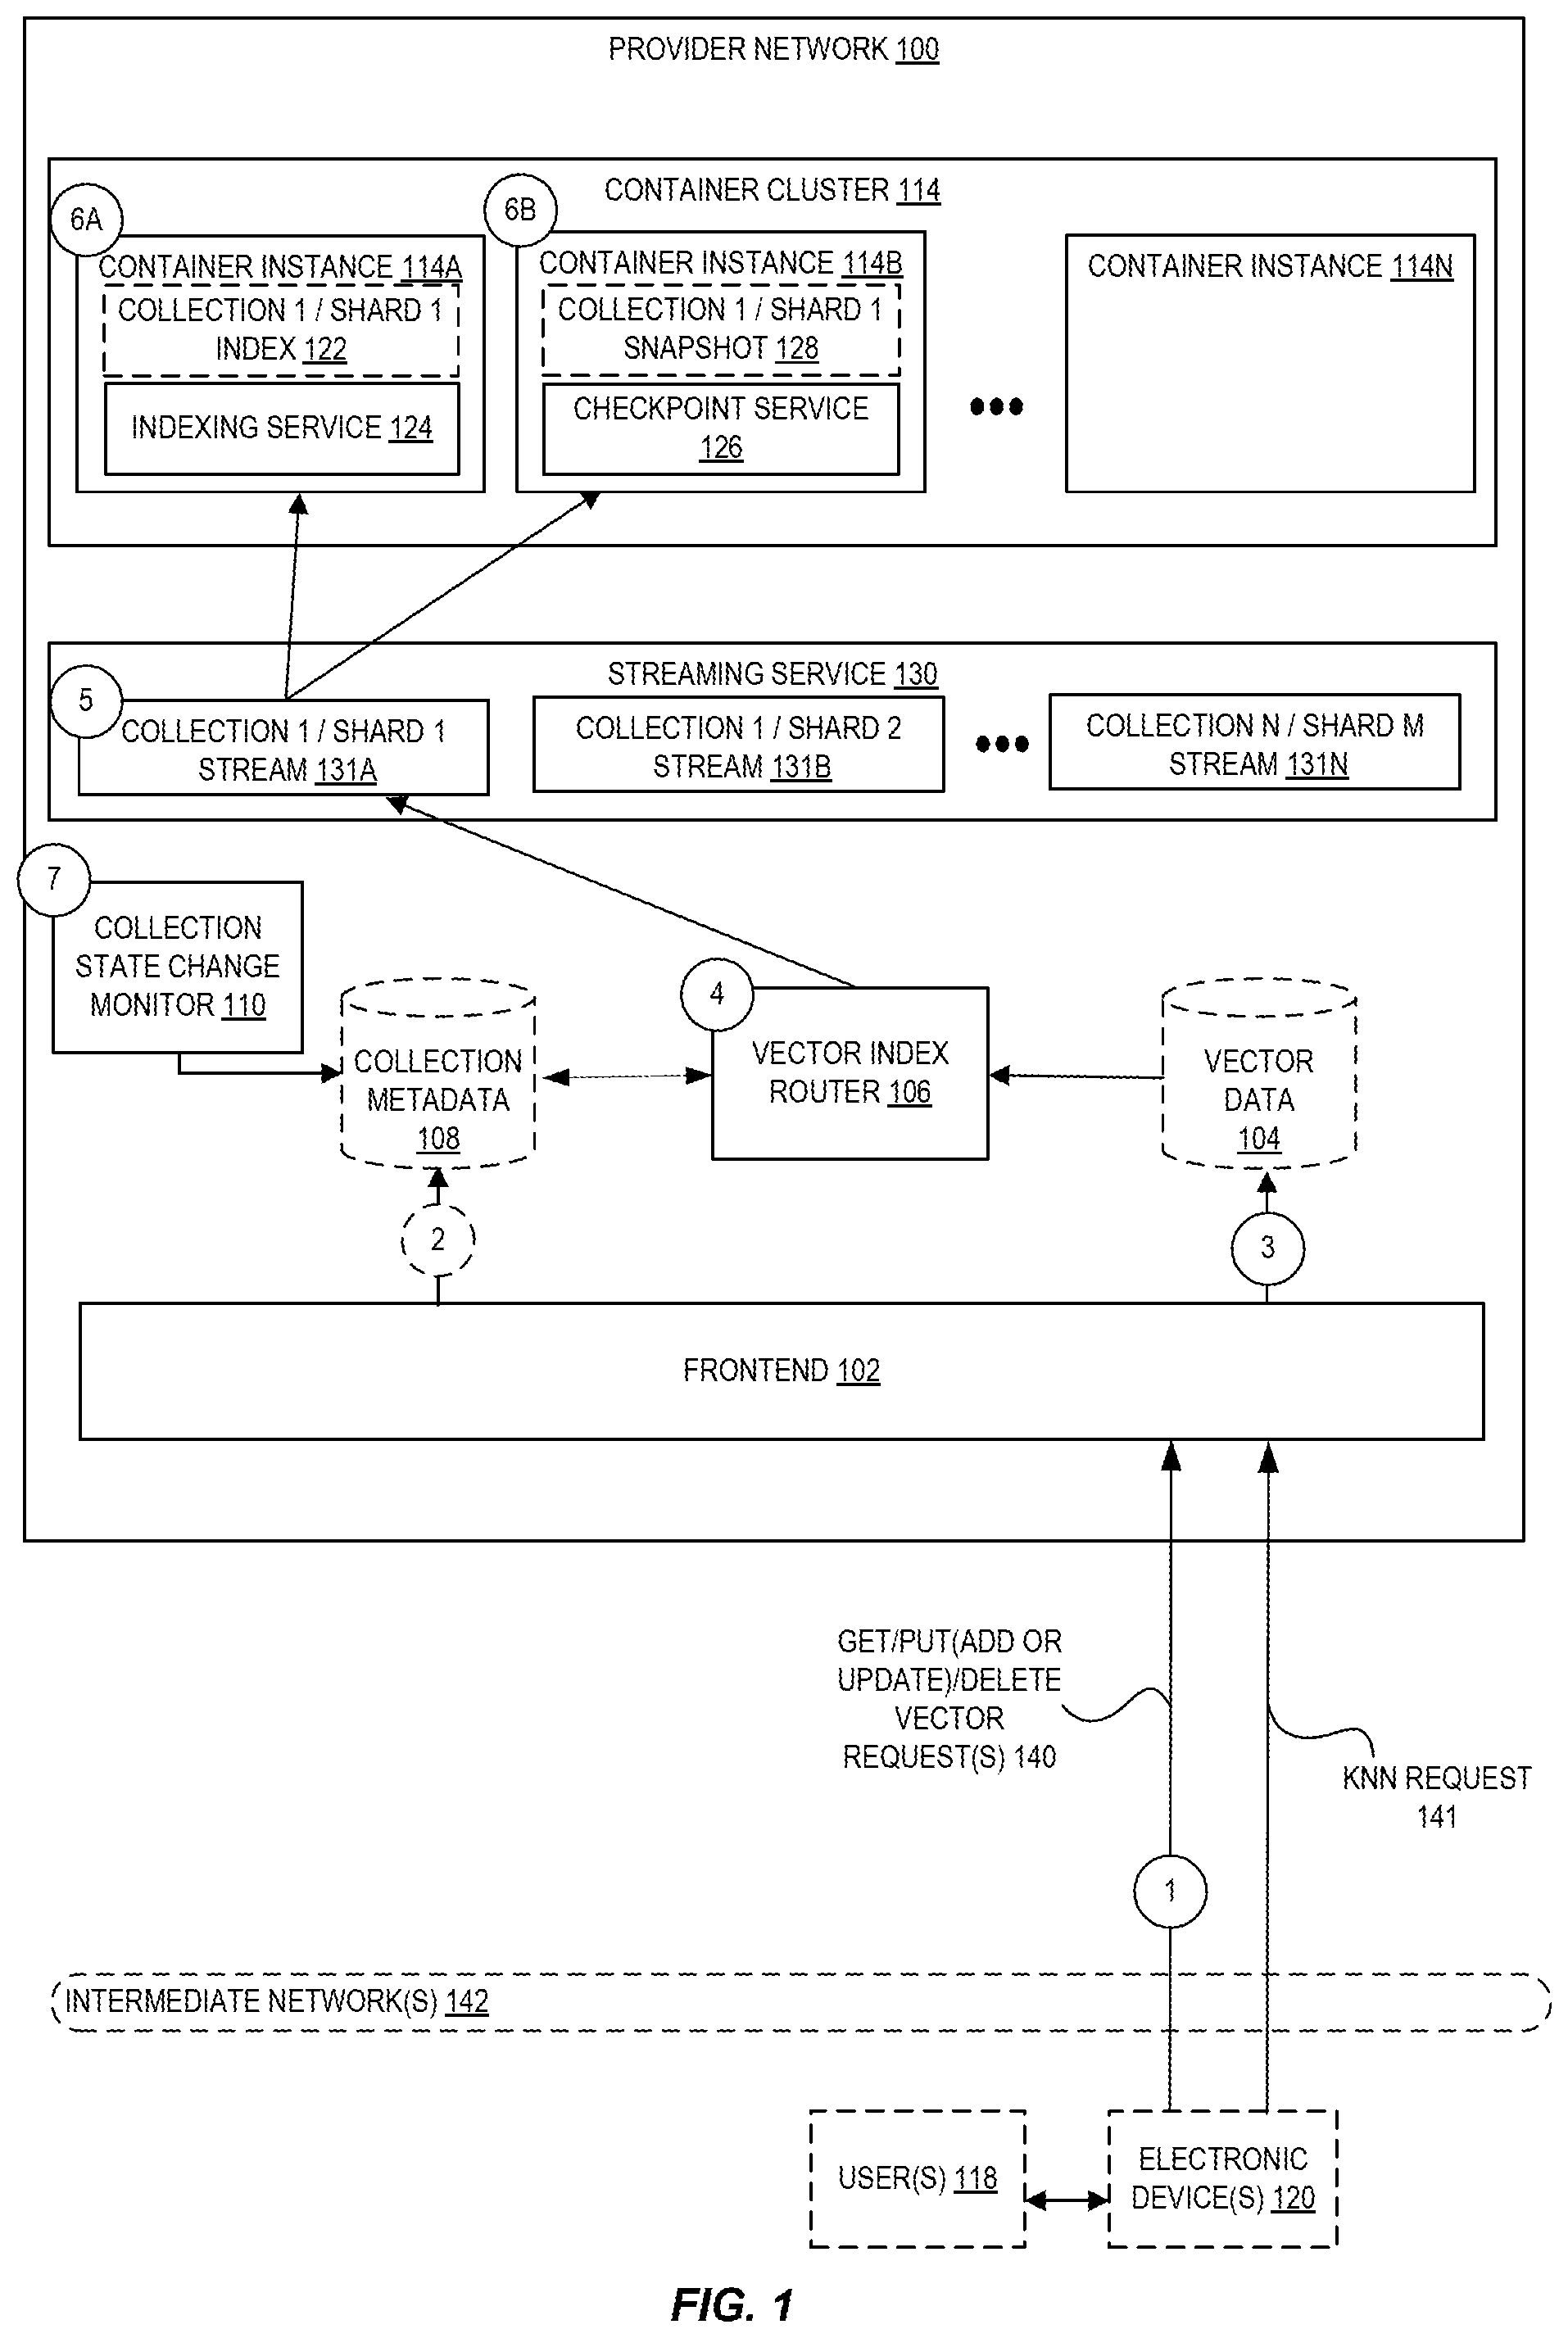 PROVIDER NETWORK 100
CONTAINER CLUSTER 114
6A
CONTAINER INSTANCE 114A
COLLECTION 1 / SHARD 1
INDEX 122
INDEXING SERVICE 124
6B
CONTAINER INSTANCE 114B
COLLECTION 1 / SHARD 1
SNAPSHOT 128
CHECKPOINT SERVICE
126
CONTAINER INSTANCE 114N
STREAMING SERVICE 130
5
COLLECTION 1 / SHARD 1
STREAM 131A
COLLECTION 1 / SHARD 2
STREAM 131B
COLLECTION N / SHARD M
STREAM 131N
7
COLLECTION
STATE CHANGE
MONITOR 110
COLLECTION
METADATA
108
4
VECTOR INDEX
ROUTER 106
VECTOR
DATA
104
2
3
FRONTEND 102
GET/PUT(ADD OR
UPDATE)/DELETE
VECTOR
REQUEST(S) 140
KNN REQUEST
141
1
INTERMEDIATE NETWORK(S) 142
USER(S) 118
ELECTRONIC
DEVICE(S) 120
FIG. 1